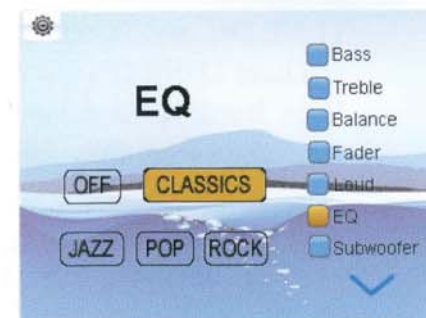 EQ
OFF
CLASSICS
JAZZ
POP
ROCK
Bass
Treble
Balance
Fader
Loud
EQ
Subwoofer